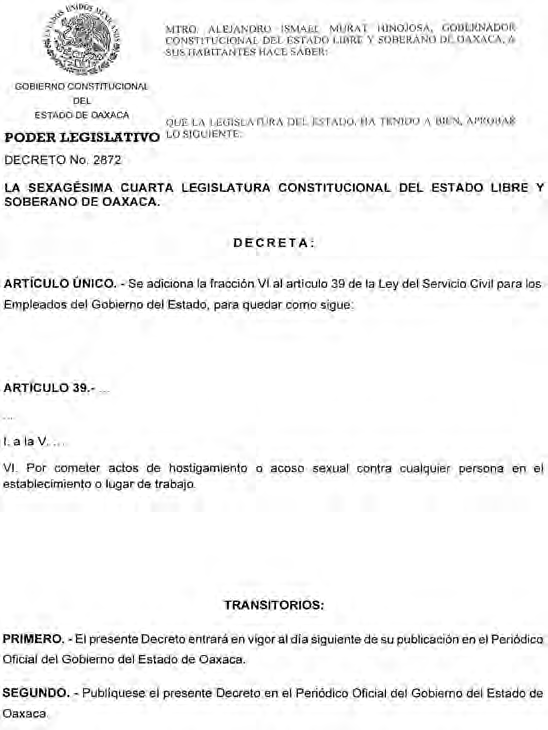 ESTADOS UNIDOS MEXICANOS
MTRO. ALEJANDRO ISMAEL MURAT HINOJOSA, GOBERNADOR
CONSTITUCIONAL DEL ESTADO LIBRE Y SOBERANO DE OAXACA, A
SUS HABITANTES HACE SABER:
GOBIERNO CONSTITUCIONAL
DEL
ESTADO DE OAXACA
PODER LEGISLATIVO
QUE LA LEGISLATURA DEL ESTADO, HA TENIDO A BIEN, APROBAR
LO SIGUIENTE:
DECRETO No. 2872
LA SEXAGÉSIMA CUARTA LEGISLATURA CONSTITUCIONAL DEL ESTADO LIBRE Y
SOBERANO DE OAXACA.
DECRETA:
ARTÍCULO ÚNICO. - Se adiciona la fracción VI al artículo 39 de la Ley del Servicio Civil para los
Empleados del Gobierno del Estado, para quedar como sigue:
ARTÍCULO 39.- ...
...
I. a la V. ...
VI. Por cometer actos de hostigamiento o acoso sexual contra cualquier persona en el
establecimiento o lugar de trabajo.
TRANSITORIOS:
PRIMERO. - El presente Decreto entrará en vigor al día siguiente de su publicación en el Periódico
Oficial del Gobierno del Estado de Oaxaca.
SEGUNDO. - Publíquese el presente Decreto en el Periódico Oficial del Gobierno del Estado de
Oaxaca.